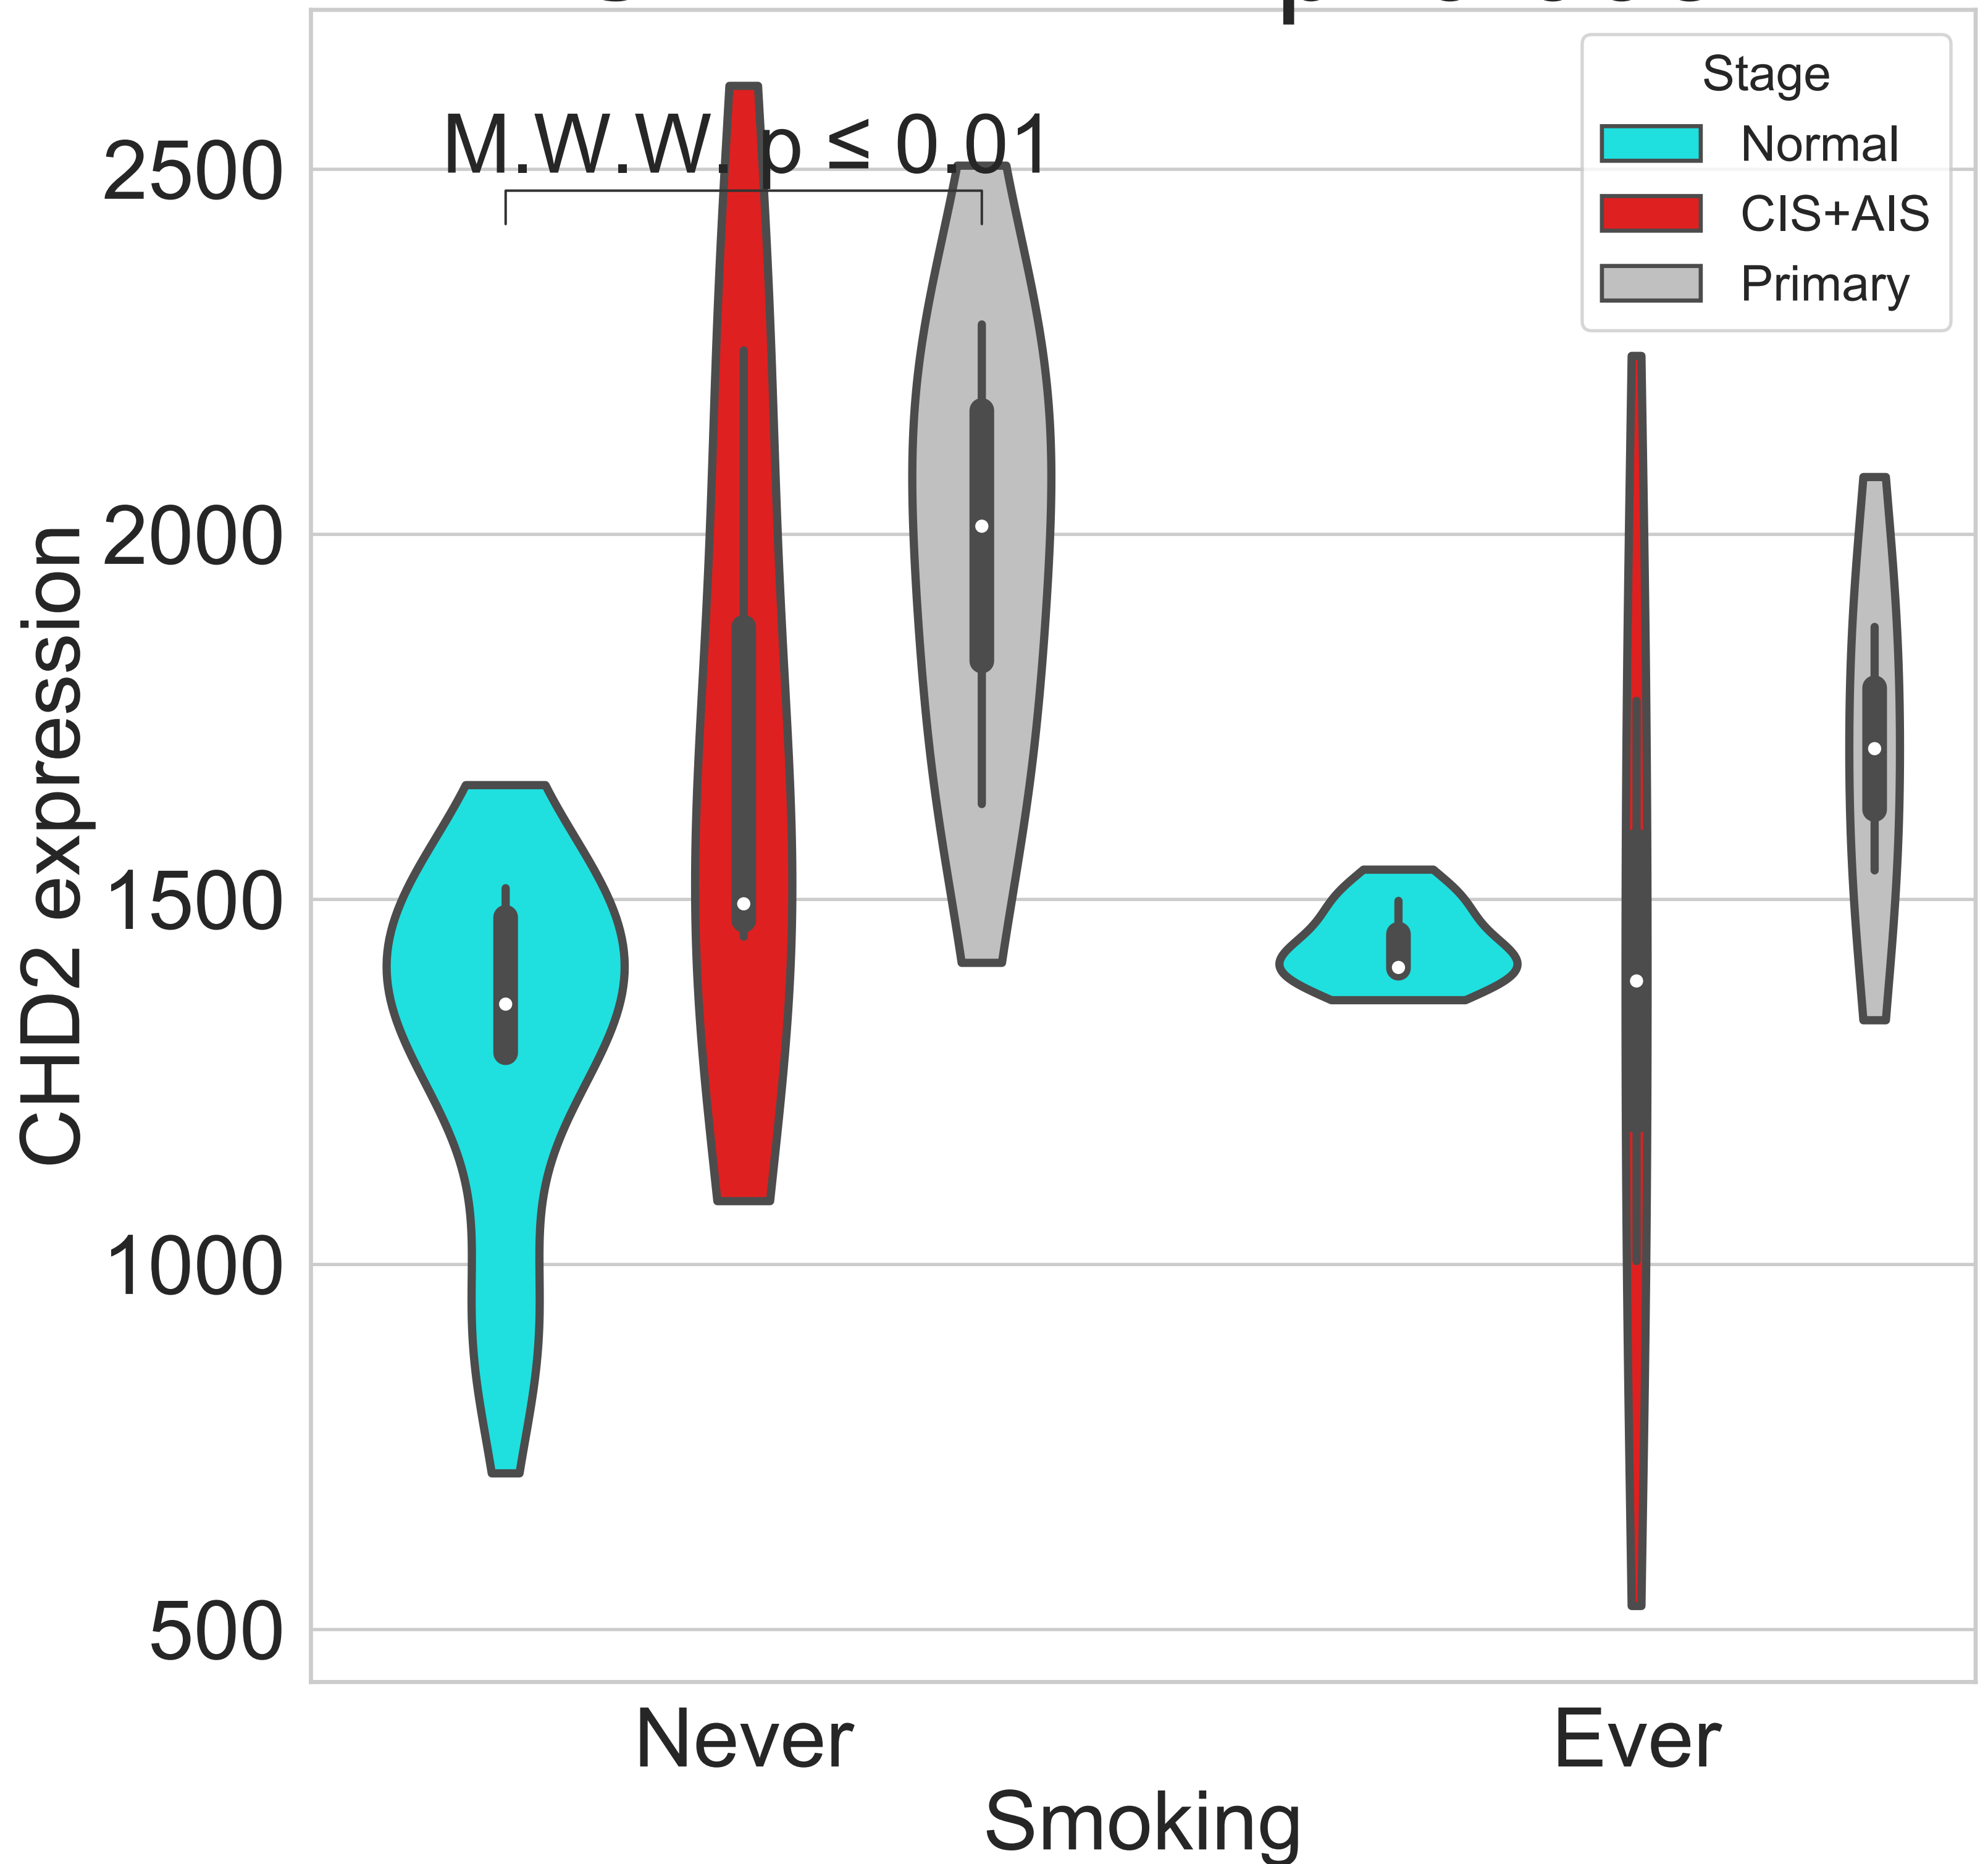 Stage
Normal
CIS+AIS
Primary
M.W.W. p ≤ 0.01
2500
2000
1500
1000
500
CHD2 expression
Never
Ever
Smoking